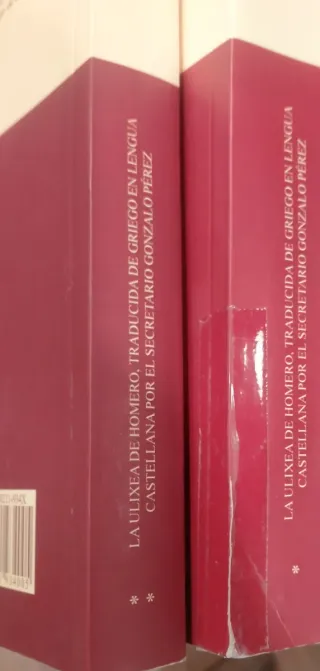 LA ULIXEA DE HOMERO, TRADUCIDA DE GRIEGO EN LENGUA
CASTELLANA POR EL SECRETARIO GONZALO PÉREZ
*
*
LA ULIXEA DE HOMERO, TRADUCIDA DE GRIEGO EN LENGUA
CASTELLANA POR EL SECRETARIO GONZALO PÉREZ
*